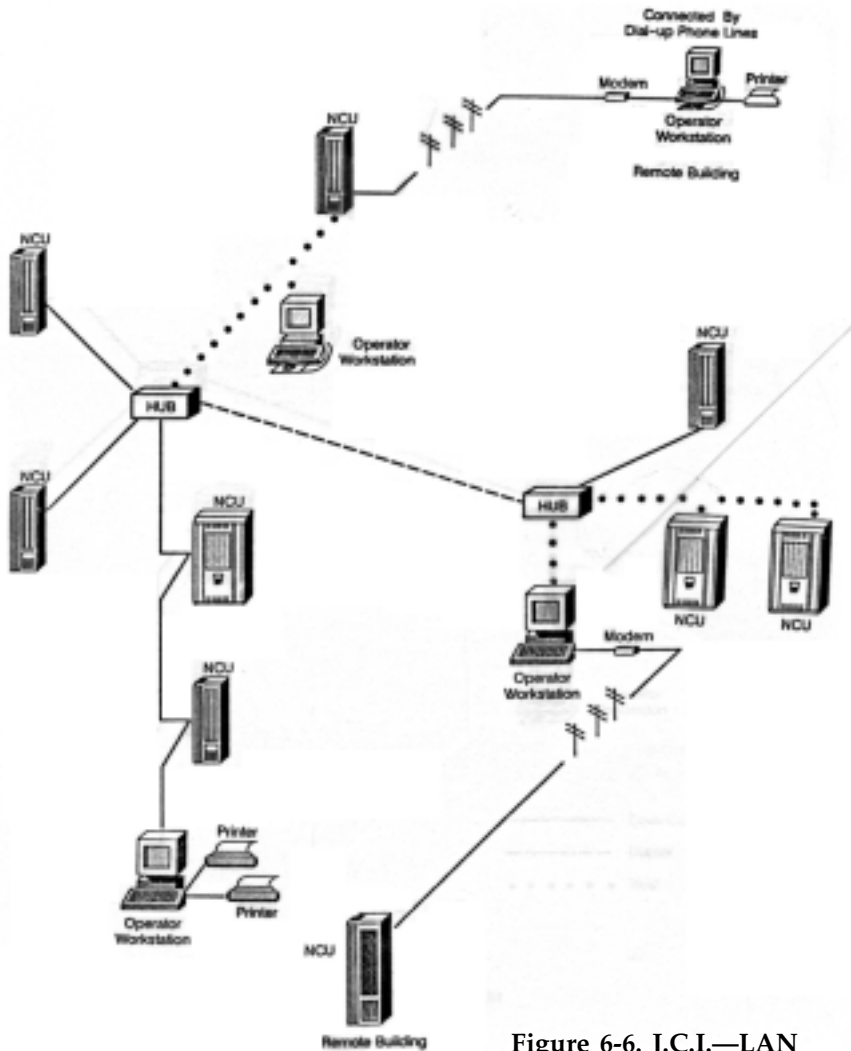 Connected By
Dial-up Phone Lines
Modem
Printer
Operator
Workstation
Remote Building
NCU
NCU
Operator
Workstation
NCU
HUB
NCU
NCU
HUB
NCU
NCU
Modem
Operator
Workstation
NCU
Printer
Printer
Operator
Workstation
NCU
Remote Building
Figure 6-6. J.C.I.—LAN